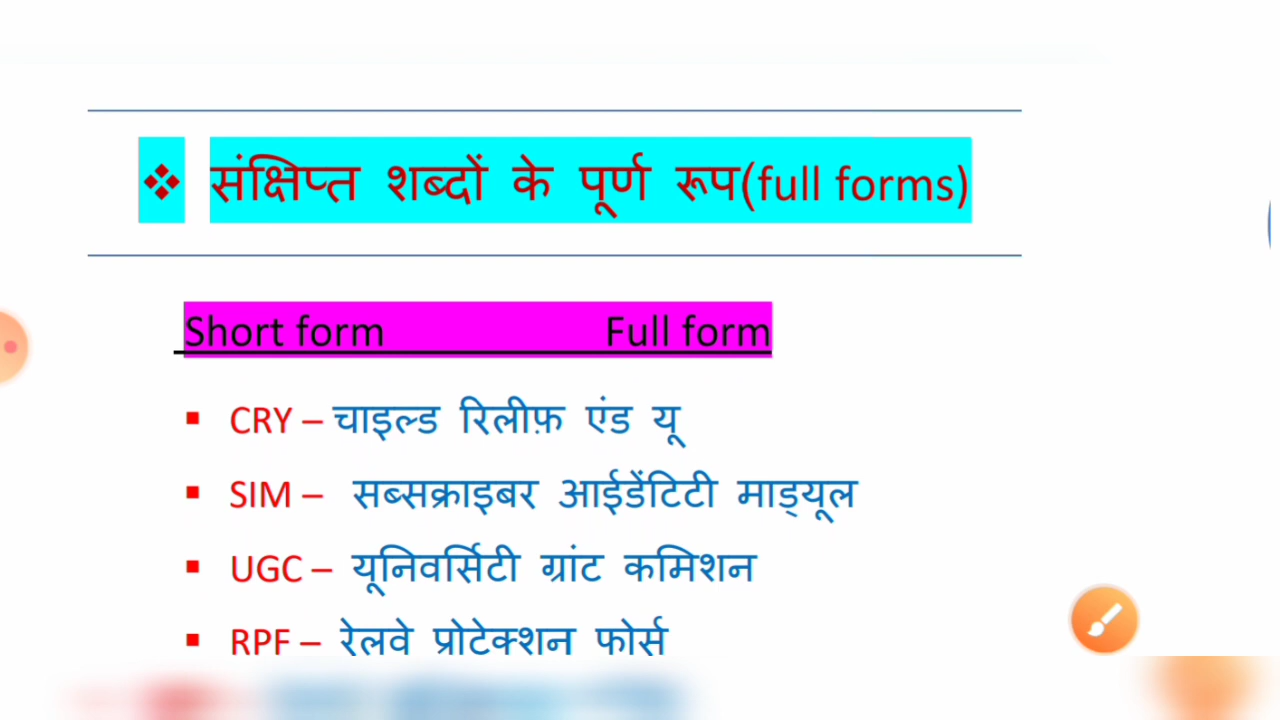 ❖ संक्षिप्त शब्दों के पूर्ण रूप(full forms)
Short form Full form
▪ CRY – चाइल्ड रिलीफ़ एंड यू
▪ SIM – सब्सक्राइबर आईडेंटिटी माड्यूल
▪ UGC – यूनिवर्सिटी ग्रांट कमिशन
▪ RPF – रेलवे प्रोटेक्शन फोर्स